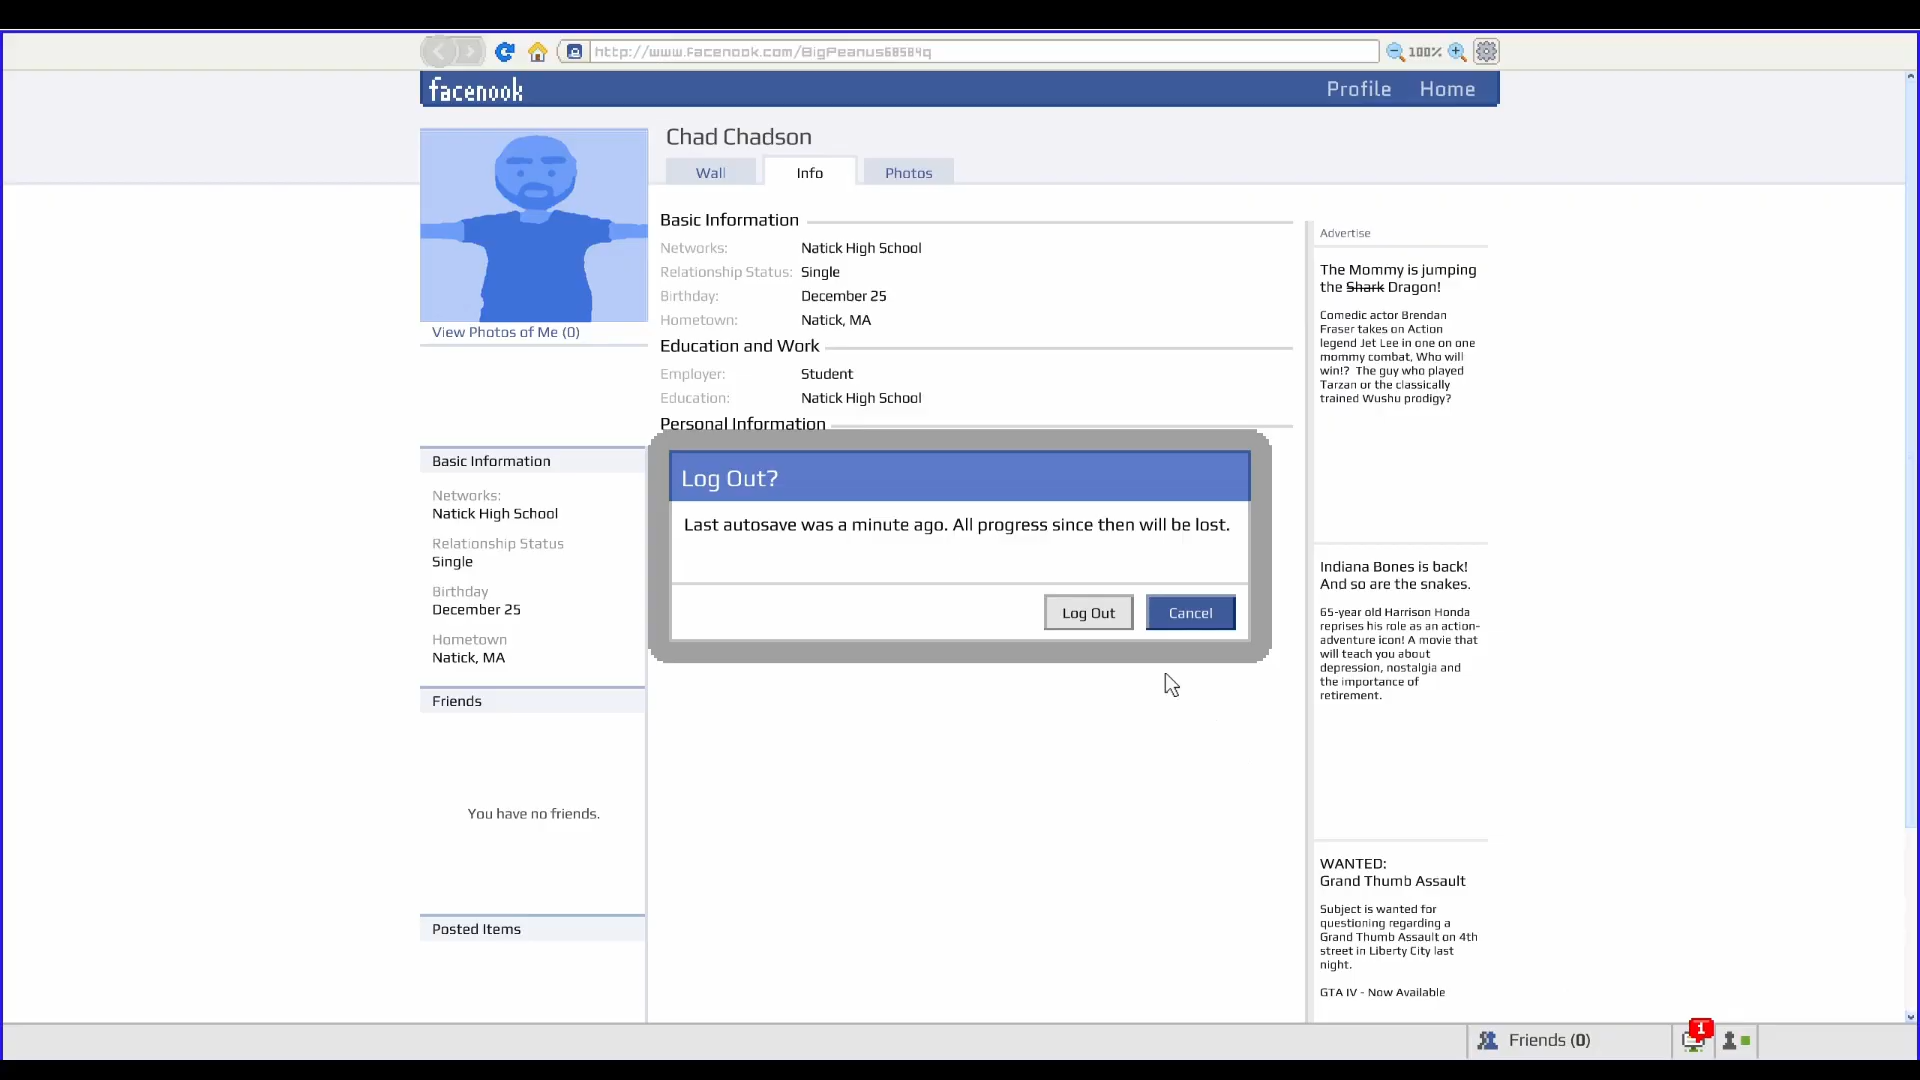 http://www.facenook.com/BigPeanus68584q
100%
facenook
Profile
Home
Chad Chadson
Wall
Info
Photos
View Photos of Me (0)
Basic Information
Networks:
Natick High School
Relationship Status
Single
Birthday
December 25
Hometown
Natick, MA
Friends
You have no friends.
Posted Items
Basic Information
Networks: Natick High School
Relationship Status: Single
Birthday: December 25
Hometown: Natick, MA
Education and Work
Employer: Student
Education: Natick High School
Personal Information
Log Out?
Last autosave was a minute ago. All progress since then will be lost.
Log Out
Cancel
Advertise
The Mommy is jumping
the Shark Dragon!
Comedic actor Brendan
Fraser takes on Action
legend Jet Lee in one on one
mommy combat. Who will
win!? The guy who played
Tarzan or the classically
trained Wushu prodigy?
Indiana Bones is back!
And so are the snakes.
65-year old Harrison Honda
reprises his role as an action-
adventure icon! A movie that
will teach you about
depression, nostalgia and
the importance of
retirement.
WANTED:
Grand Thumb Assault
Subject is wanted for
questioning regarding a
Grand Thumb Assault on 4th
street in Liberty City last
night.
GTA IV - Now Available
Friends (0)
1